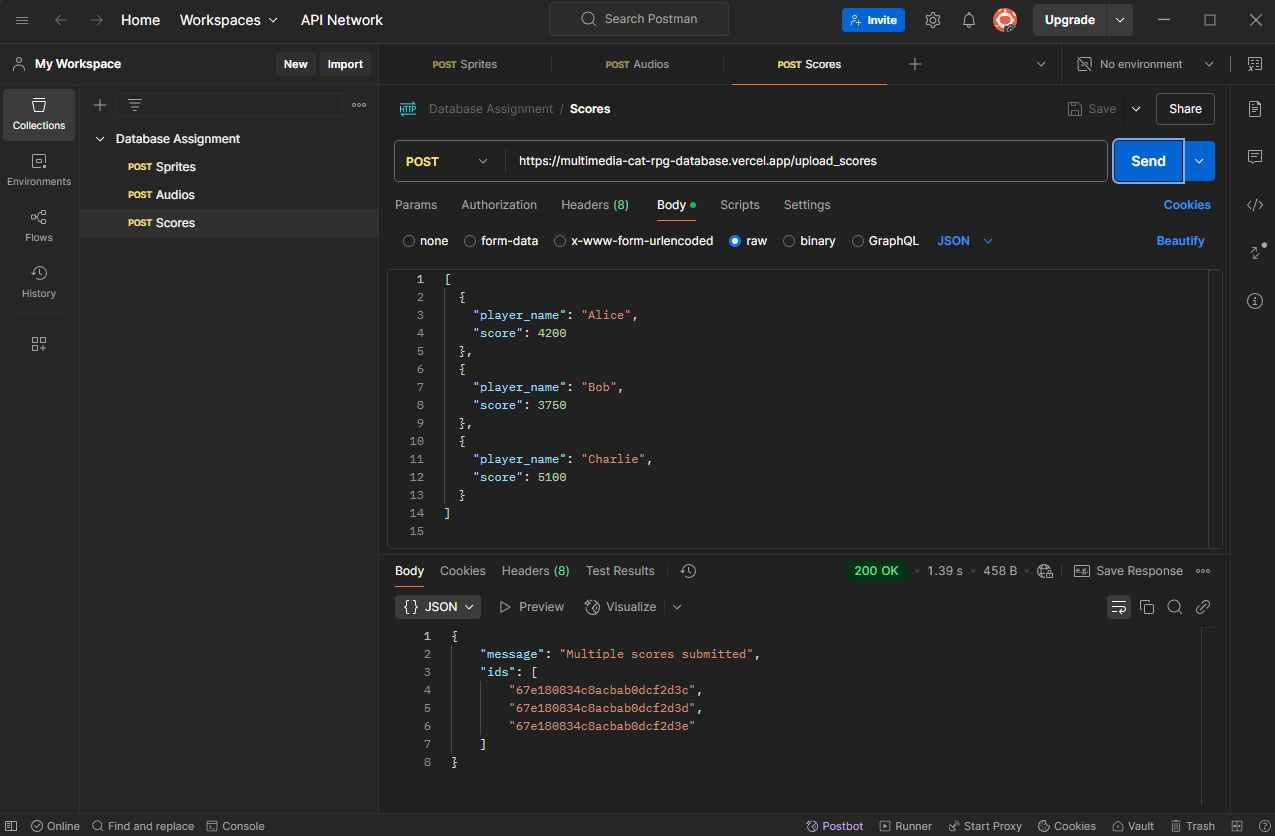 Home Workspaces API Network Search Postman Invite Upgrade
My Workspace New Import POST Sprites POST Audios POST Scores No environment
Collections
Environments
Flows
History
Database Assignment
POST Sprites
POST Audios
POST Scores
HTTP Database Assignment / Scores Save Share
POST https://multimedia-cat-rpg-database.vercel.app/upload_scores Send
Params Authorization Headers (8) Body Scripts Settings Cookies
none form-data x-www-form-urlencoded raw binary GraphQL JSON Beautify
1 [
2 {
3 "player_name": "Alice",
4 "score": 4200
5 },
6 {
7 "player_name": "Bob",
8 "score": 3750
9 },
10 {
11 "player_name": "Charlie",
12 "score": 5100
13 }
14 ]
15
Body Cookies Headers (8) Test Results 200 OK • 1.39 s • 458 B • e.g. Save Response
{} JSON Preview Visualize
1 {
2 "message": "Multiple scores submitted",
3 "ids": [
4 "67e180834c8acbab0dcf2d3c",
5 "67e180834c8acbab0dcf2d3d",
6 "67e180834c8acbab0dcf2d3e"
7 ]
8 }
Online Find and replace Console Postbot Runner Start Proxy Cookies Vault Trash